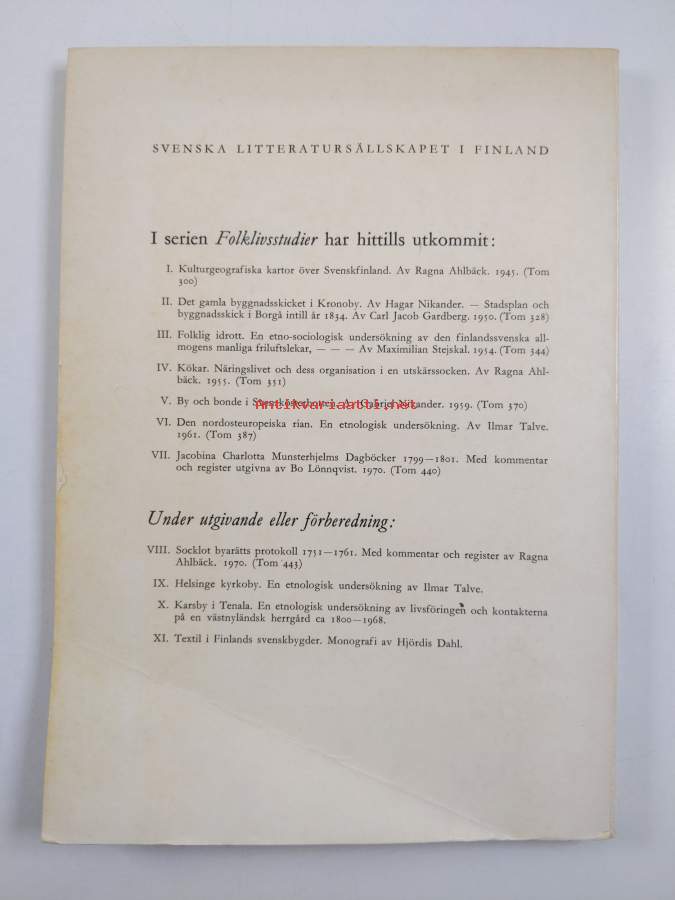 SVENSKA LITTERATURSÄLLSKAPET I FINLAND
I serien Folklivsstudier har hittills utkommit:
I. Kulturgeografiska kartor över Svenskfinland. Av Ragna Ahlbäck. 1945. (Tom
300)
II. Det gamla byggnadsskicket i Kronoby. Av Hagar Nikander. — Stadsplan och
byggnadsskick i Borgå intill år 1834. Av Carl Jacob Gardberg. 1950. (Tom 328)
III. Folklig idrott. En etno-sociologisk undersökning av den finlandssvenska all-
mogens manliga friluftslekar, — — — Av Maximilian Stejskal. 1954. (Tom 344)
IV. Kökar. Näringslivet och dess organisation i en utskärssocken. Av Ragna Ahl-
bäck. 1955. (Tom 351)
V. By och bonde i Svenskösterbotten. Av Gabriel Nikander. 1959. (Tom 370)
Antikvariaattibi.net
VI. Den nordosteuropeiska rian. En etnologisk undersökning. Av Ilmar Talve.
1961. (Tom 387)
VII. Jacobina Charlotta Munsterhjelms Dagböcker 1799—1801. Med kommentar
och register utgivna av Bo Lönnqvist. 1970. (Tom 440)
Under utgivande eller förberedning:
VIII. Socklot byarätts protokoll 1751—1761. Med kommentar och register av Ragna
Ahlbäck. 1970. (Tom 443)
IX. Helsinge kyrkoby. En etnologisk undersökning av Ilmar Talve.
X. Karsby i Tenala. En etnologisk undersökning av livsföringen och kontakterna
på en västnyländsk herrgård ca 1800—1968.
XI. Textil i Finlands svenskbygder. Monografi av Hjördis Dahl.